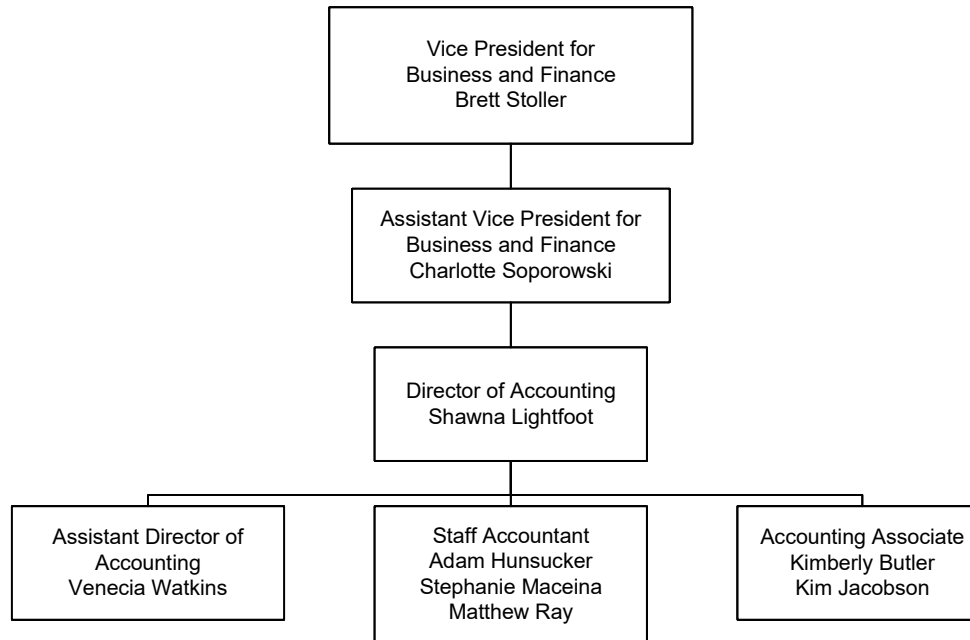 Vice President for
Business and Finance
Brett Stoller
Assistant Vice President for
Business and Finance
Charlotte Soporowski
Director of Accounting
Shawna Lightfoot
Assistant Director of
Accounting
Venecia Watkins
Staff Accountant
Adam Hunsucker
Stephanie Maceina
Matthew Ray
Accounting Associate
Kimberly Butler
Kim Jacobson